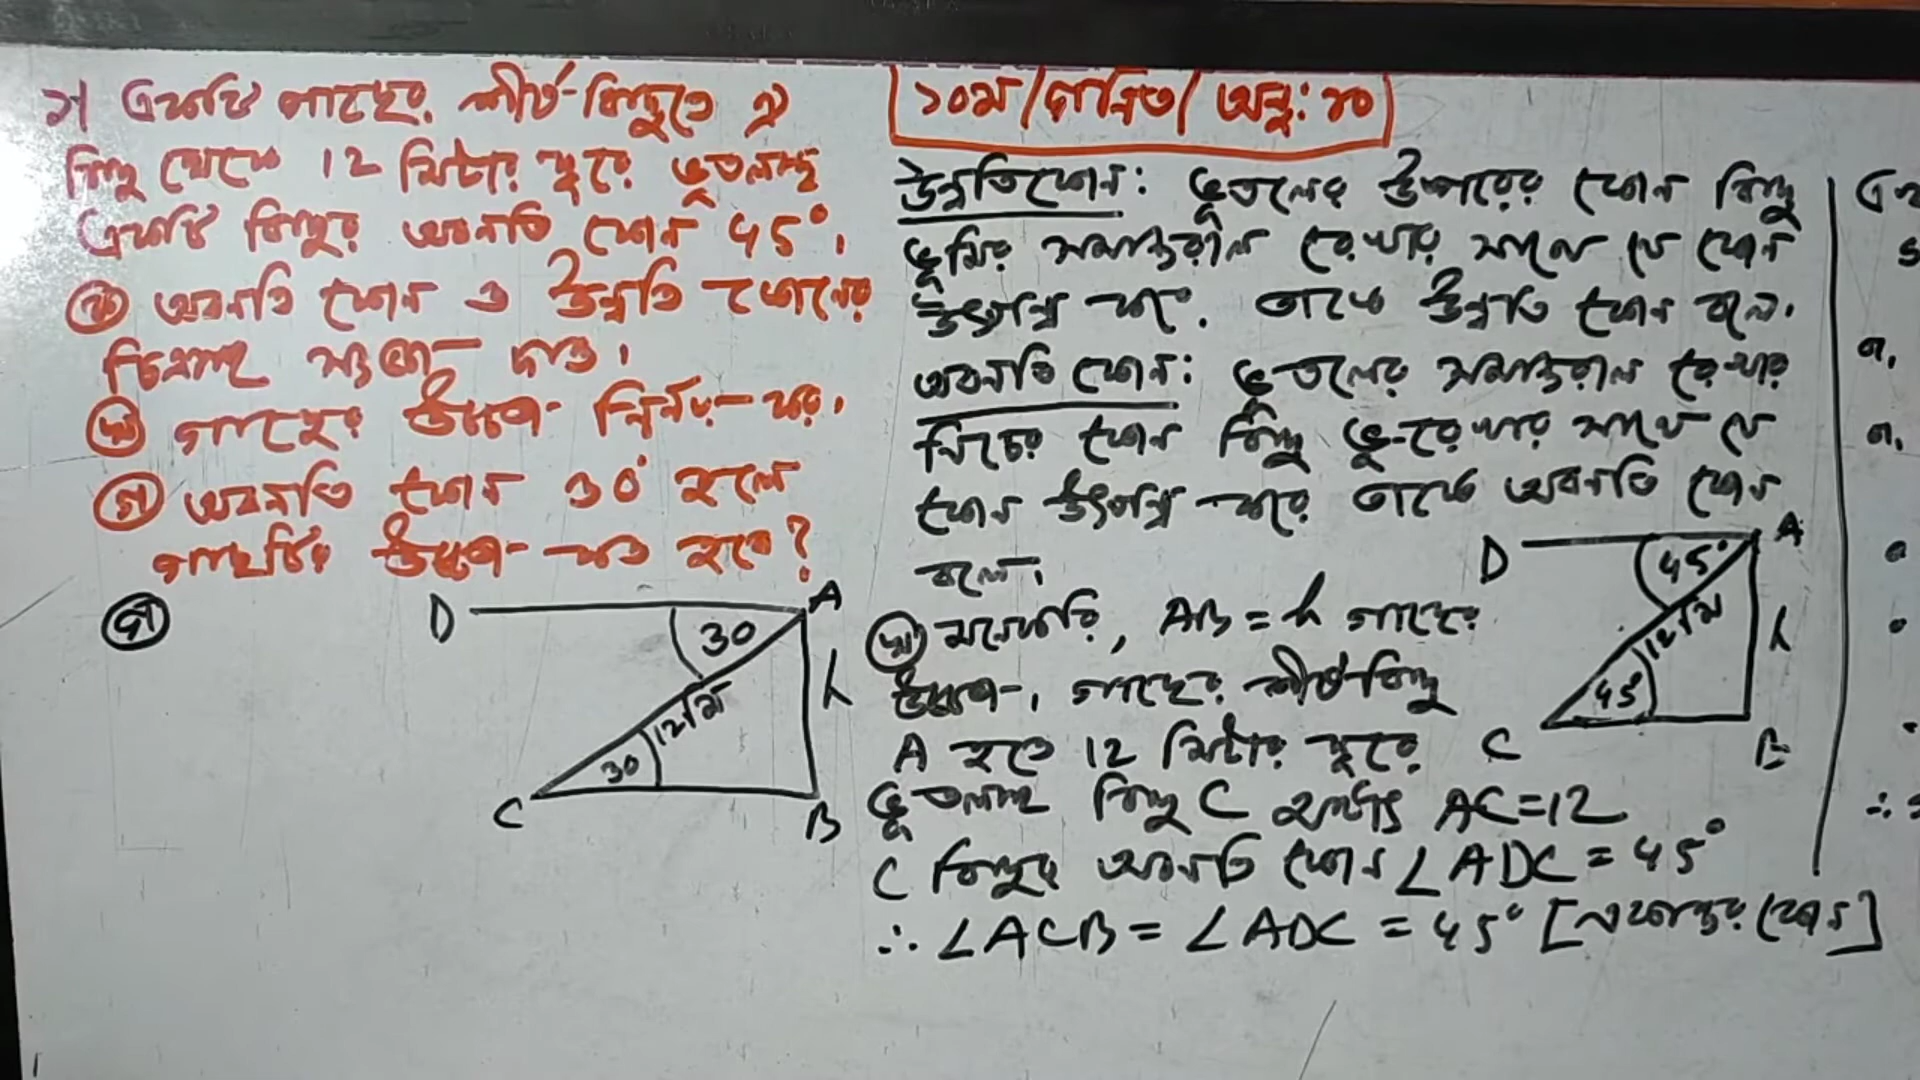 ১। একটি গাছের শীর্ষ-বিন্দুতে ঐ
বিন্দু থেকে 12 মিটার দূরে ভূতলস্থ
একটি বিন্দুর অবনতি কোন 45°।
ক অবনতি কোন ও উন্নতি কোনের
চিত্রসহ সংজ্ঞা দাও।
খ গাছের উচ্চতা নির্নয় কর।
গ অবনতি কোন 30° হলে
গাছটির উচ্চতা কত হবে?
গ
D A
30
h
12মি
30
C B
১০ম/গনিত/ অনু: ১০
উন্নতিকোন: ভূতলের উপরের কোন বিন্দু
ভূমির সমান্তরাল রেখার সাথে যে কোন
উৎপন্ন করে, তাকে উন্নতি কোন বলে।
অবনতি কোন: ভূতলের সমান্তরাল রেখার
নিচের কোন বিন্দু ভূ-রেখার সাথে যে
কোন উৎপন্ন করে তাকে অবনতি কোন
বলে।
D A
45°
12মি
h
45°
C B
খ মনেকরি, AB = h গাছের
উচ্চতা, গাছের শীর্ষবিন্দু
A হতে 12 মিটার দূরে
ভূতলস্থ বিন্দু C অর্থাৎ AC=12
C বিন্দুর অবনতি কোন ∠ADC = 45°
∴ ∠ACB = ∠ADC = 45° [একান্তর কোন]